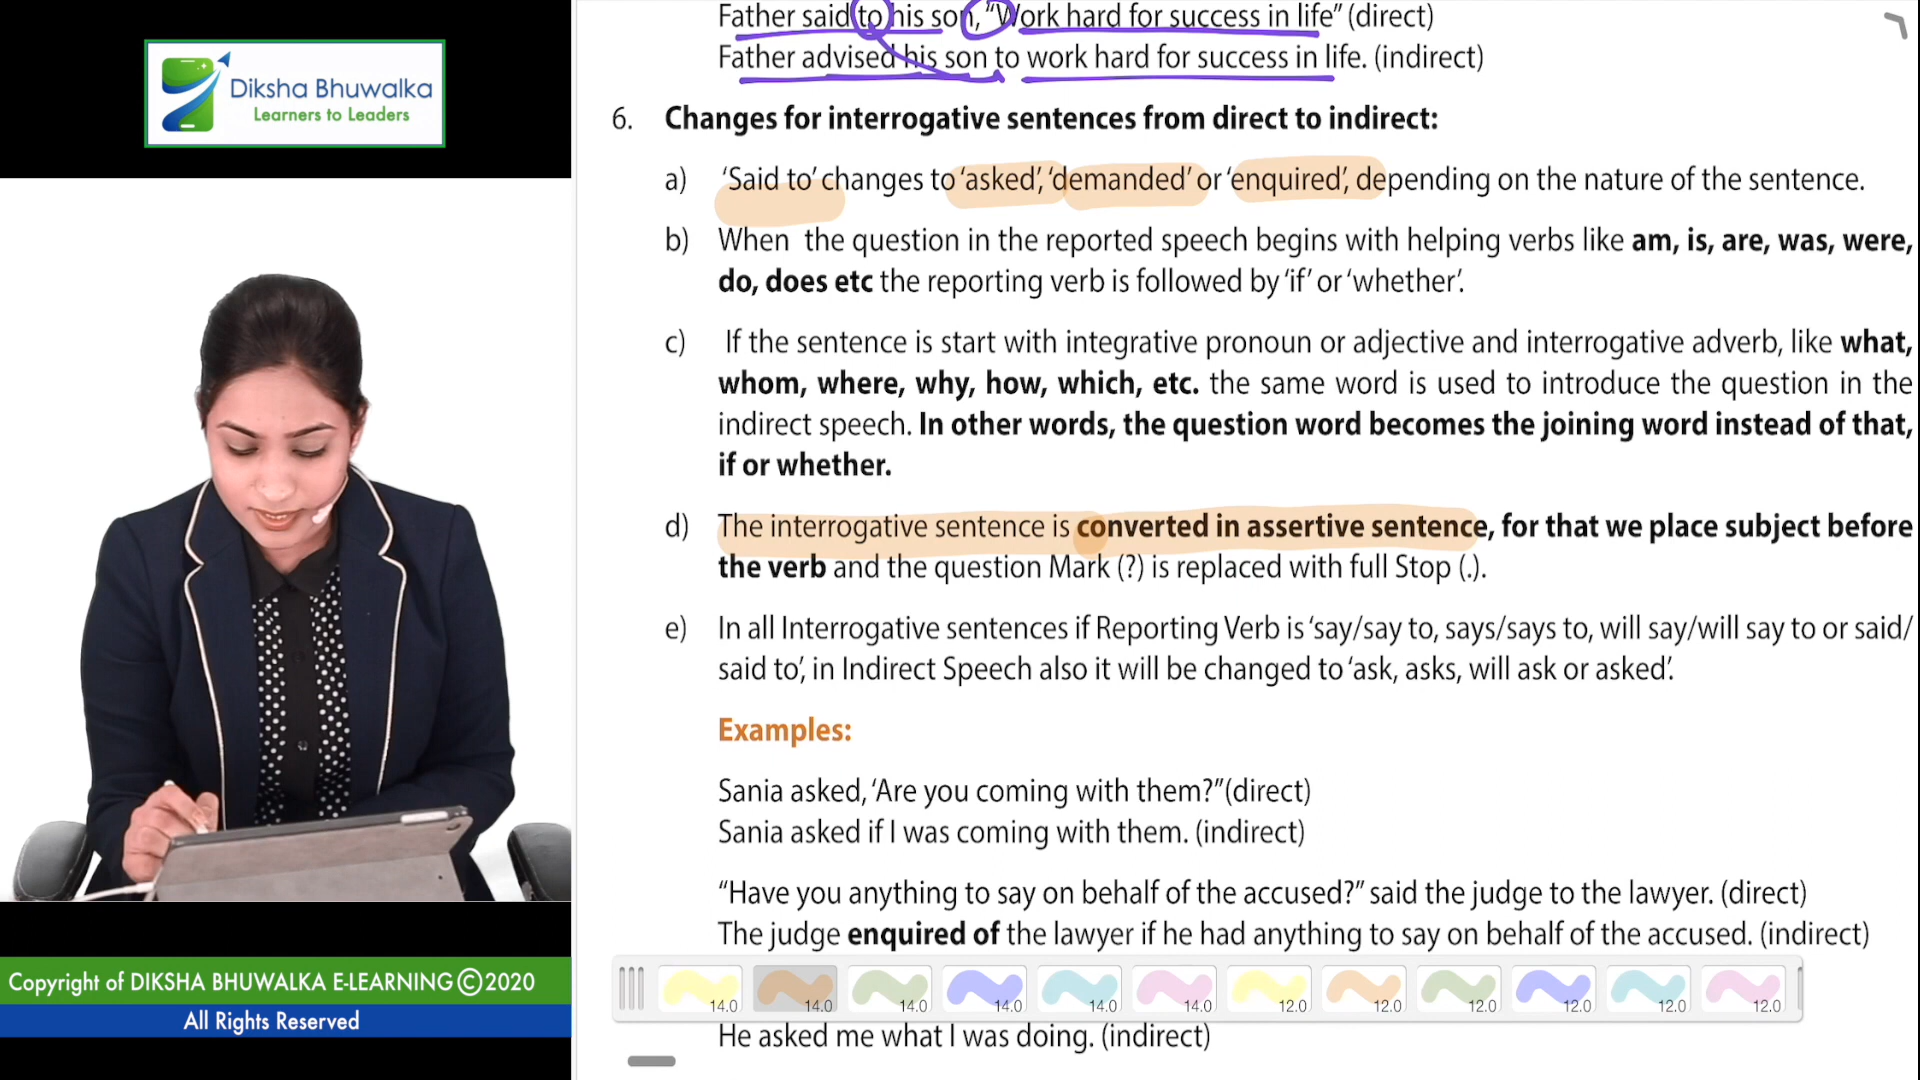 Diksha Bhuwalka
Learners to Leaders
Father said to his son, “Work hard for success in life” (direct)
Father advised his son to work hard for success in life. (indirect)
6. Changes for interrogative sentences from direct to indirect:
a) ‘Said to’ changes to ‘asked’, ‘demanded’ or ‘enquired’, depending on the nature of the sentence.
b) When the question in the reported speech begins with helping verbs like am, is, are, was, were,
do, does etc the reporting verb is followed by ‘if’ or ‘whether’.
c) If the sentence is start with integrative pronoun or adjective and interrogative adverb, like what,
whom, where, why, how, which, etc. the same word is used to introduce the question in the
indirect speech. In other words, the question word becomes the joining word instead of that,
if or whether.
d) The interrogative sentence is converted in assertive sentence, for that we place subject before
the verb and the question Mark (?) is replaced with full Stop (.).
e) In all Interrogative sentences if Reporting Verb is ‘say/say to, says/says to, will say/will say to or said/
said to’, in Indirect Speech also it will be changed to ‘ask, asks, will ask or asked’.
Examples:
Sania asked, ‘Are you coming with them?”(direct)
Sania asked if I was coming with them. (indirect)
“Have you anything to say on behalf of the accused?” said the judge to the lawyer. (direct)
The judge enquired of the lawyer if he had anything to say on behalf of the accused. (indirect)
14.0 14.0 14.0 14.0 14.0 14.0 12.0 12.0 12.0 12.0 12.0 12.0
He asked me what I was doing. (indirect)
Copyright of DIKSHA BHUWALKA E-LEARNING©2020
All Rights Reserved